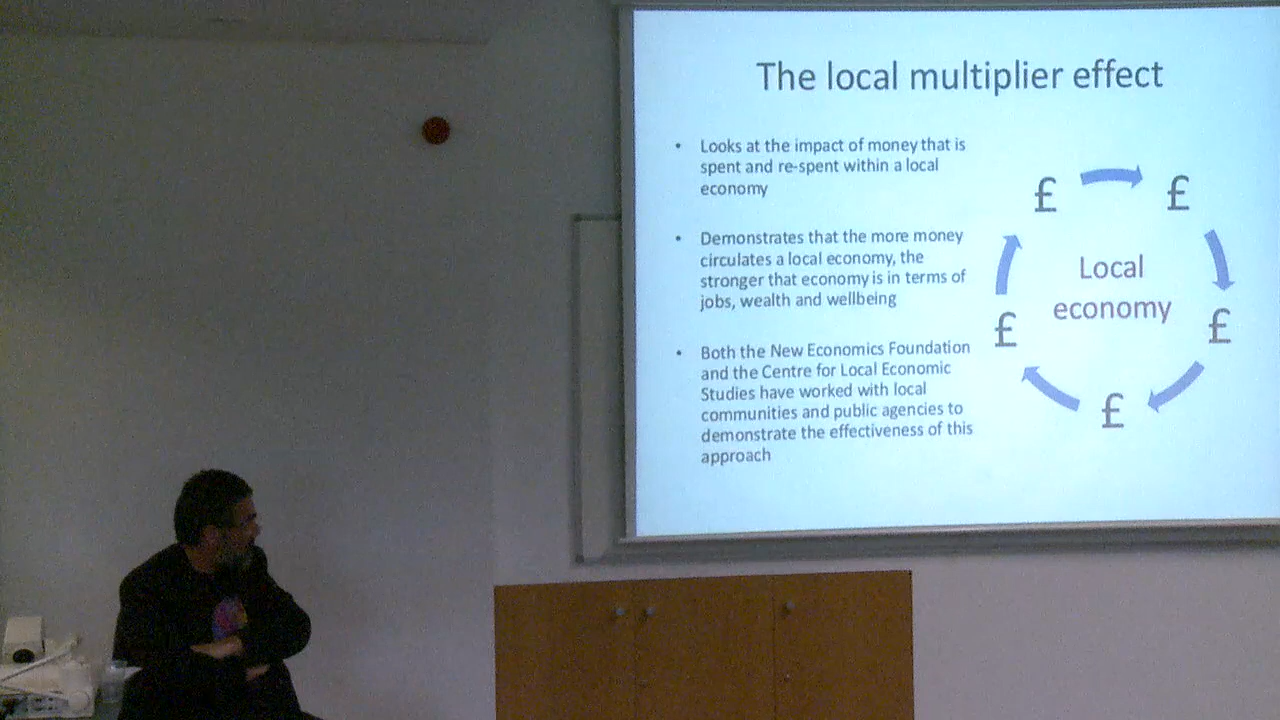 The local multiplier effect
• Looks at the impact of money that is
spent and re-spent within a local
economy
• Demonstrates that the more money
circulates a local economy, the
stronger that economy is in terms of
jobs, wealth and wellbeing
• Both the New Economics Foundation
and the Centre for Local Economic
Studies have worked with local
communities and public agencies to
demonstrate the effectiveness of this
approach
£ £
Local
economy
£ £
£